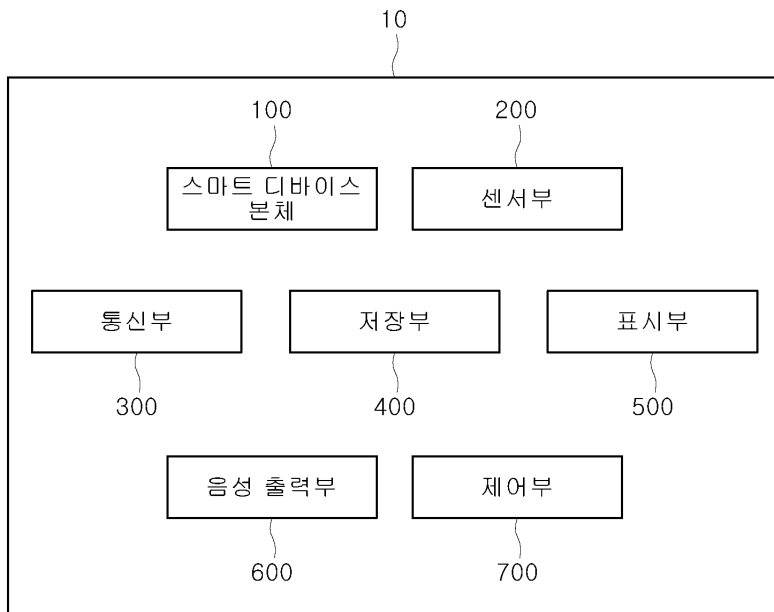 10
100
200
스마트 디바이스
본체
센서부
통신부
저장부
표시부
300
400
500
음성 출력부
제어부
600
700